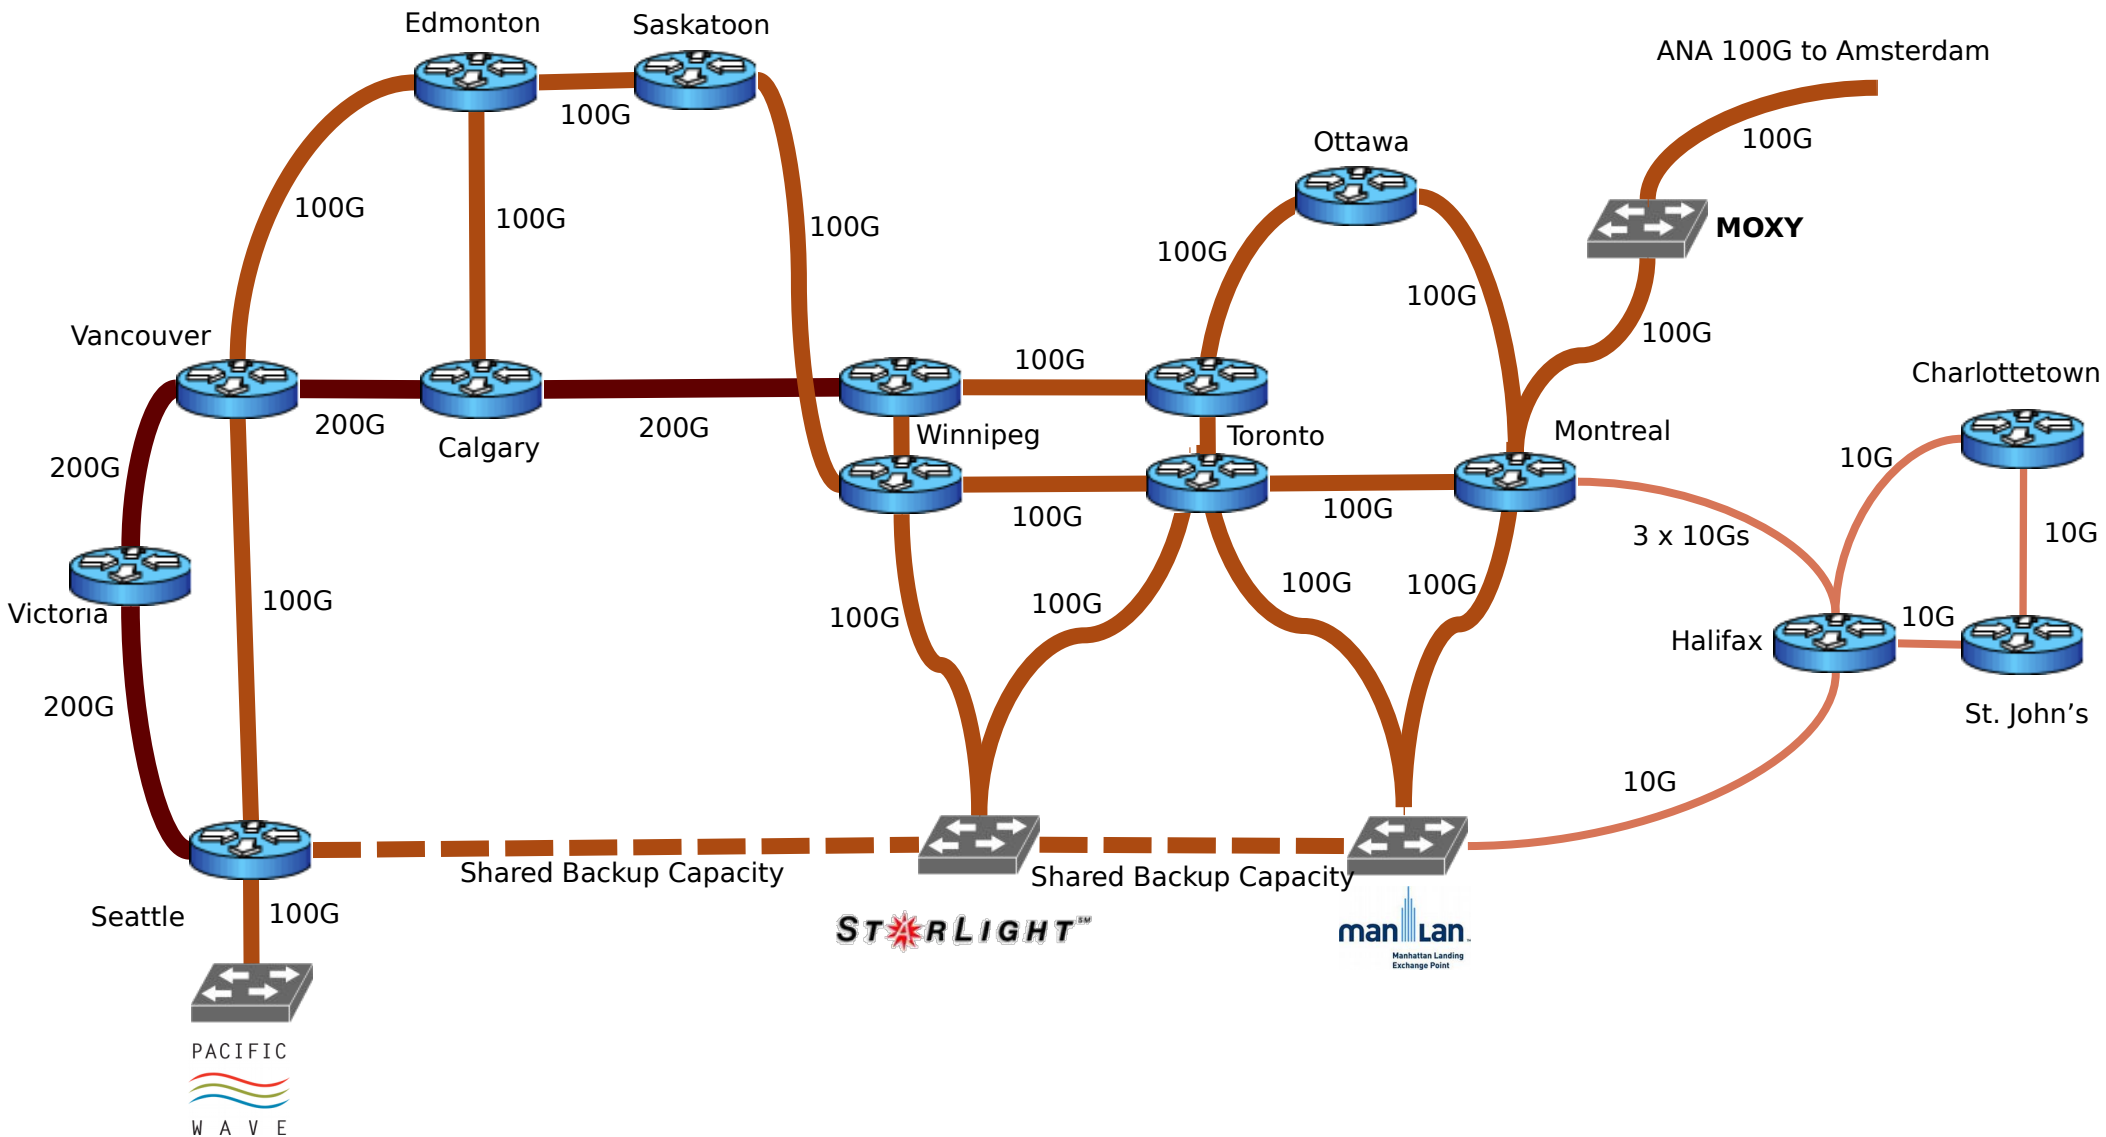 Edmonton
Saskatoon
ANA 100G to Amsterdam
100G
100G
Ottawa
100G
100G
100G
MOXY
100G
100G
100G
100G
Vancouver
100G
Charlottetown
200G
Calgary
200G
Winnipeg
Toronto
Montreal
200G
10G
100G
100G
3 x 10Gs
10G
Victoria
100G
100G
100G
100G
100G
10G
Halifax
200G
St. John’s
10G
Shared Backup Capacity
Shared Backup Capacity
Seattle
100G
STARLIGHT SM
man Lan
Manhattan Landing
Exchange Point
PACIFIC
WAVE